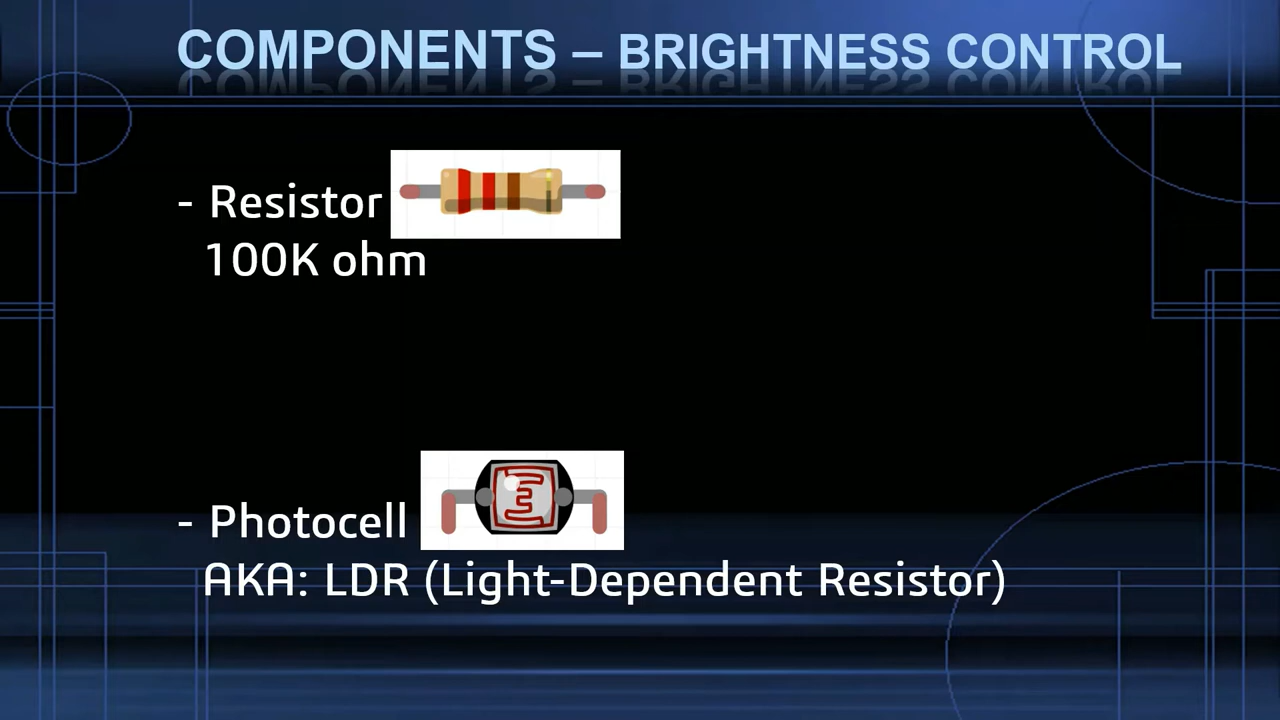 COMPONENTS – BRIGHTNESS CONTROL
- Resistor
100K ohm
- Photocell
AKA: LDR (Light-Dependent Resistor)